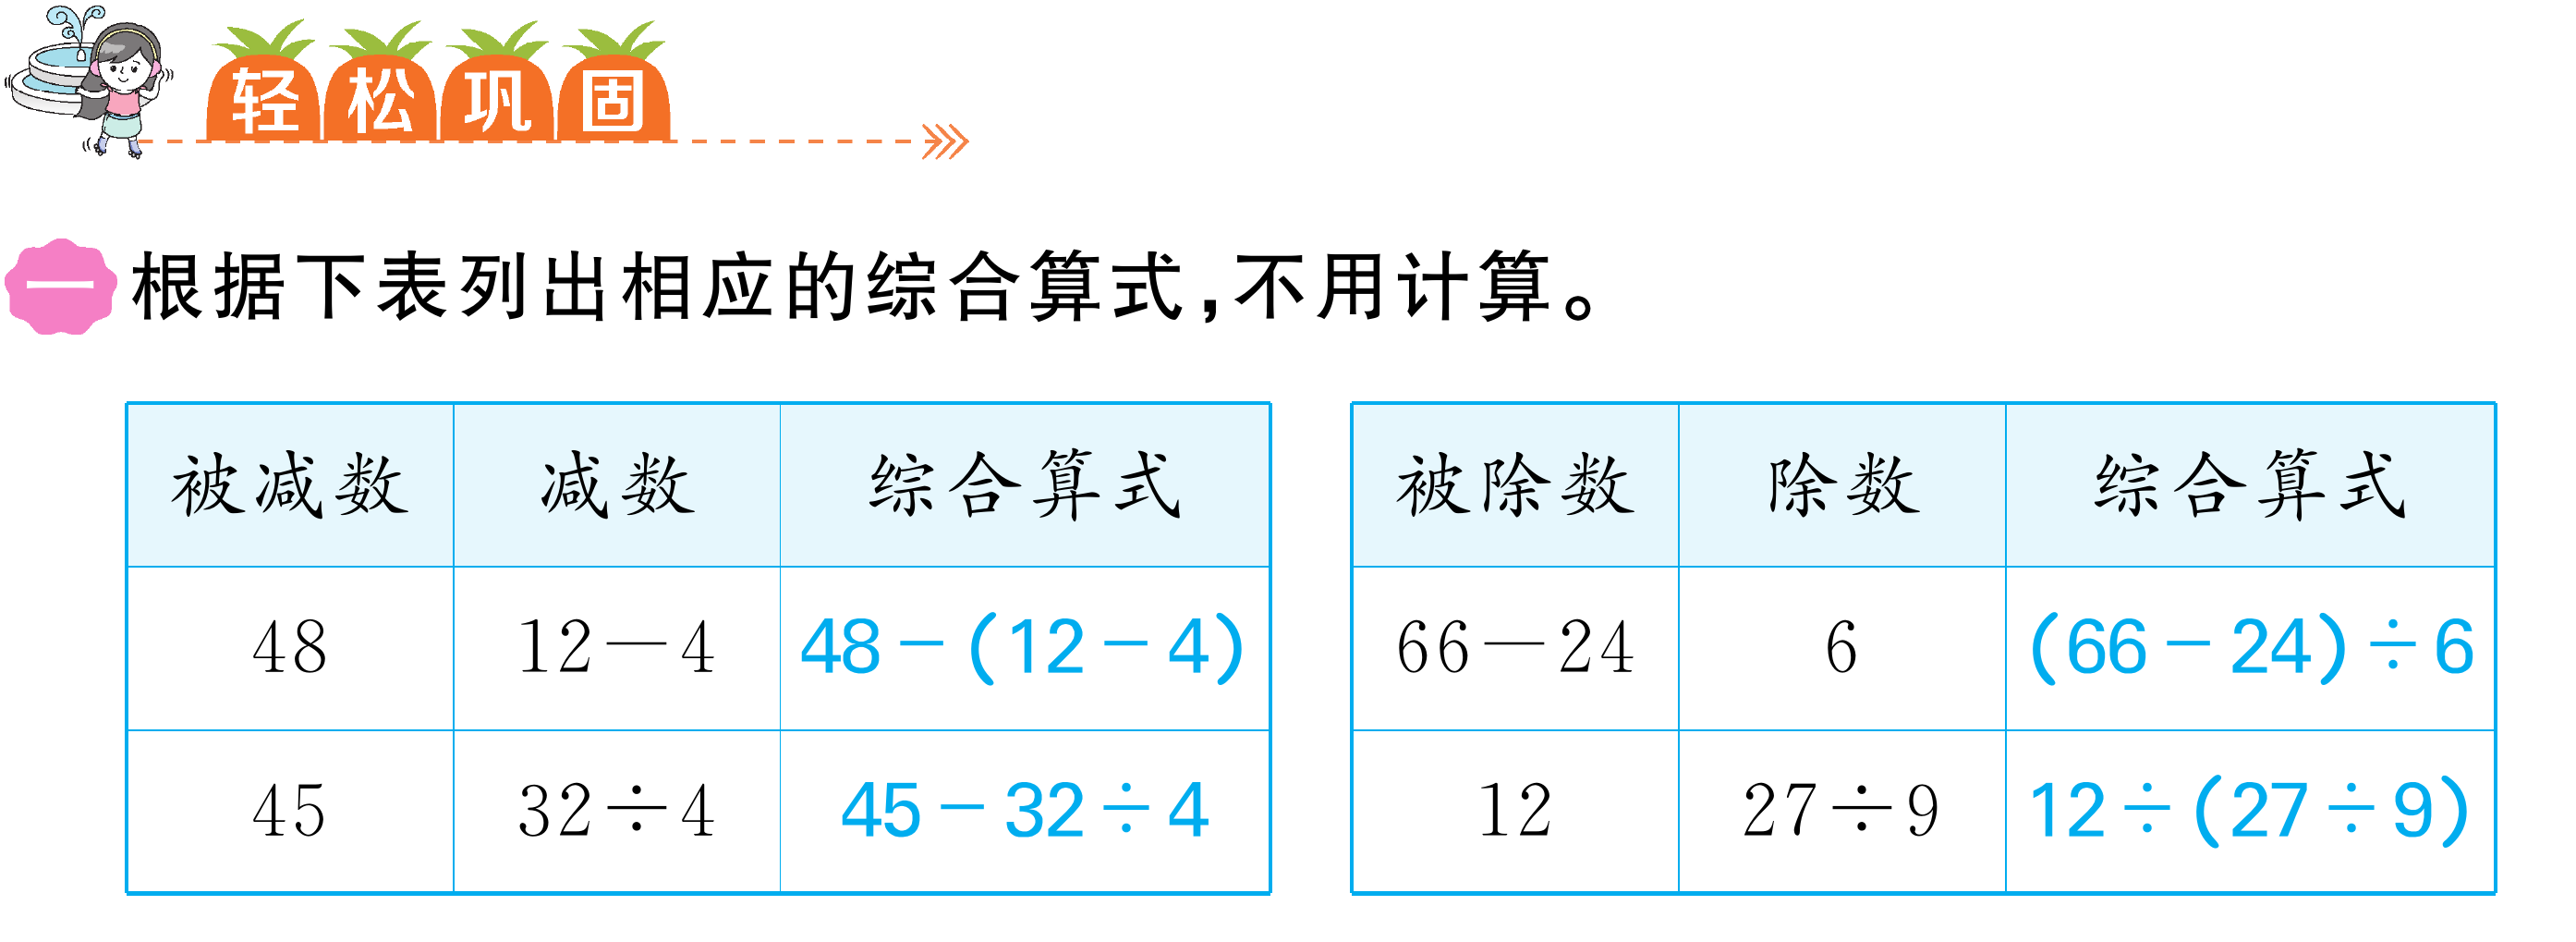 轻松巩固
一 根据下表列出相应的综合算式,不用计算。
被减数 减数 综合算式
48 12－4 48－(12－4)
45 32÷4 45－32÷4
被除数 除数 综合算式
66－24 6 (66－24)÷6
12 27÷9 12÷(27÷9)